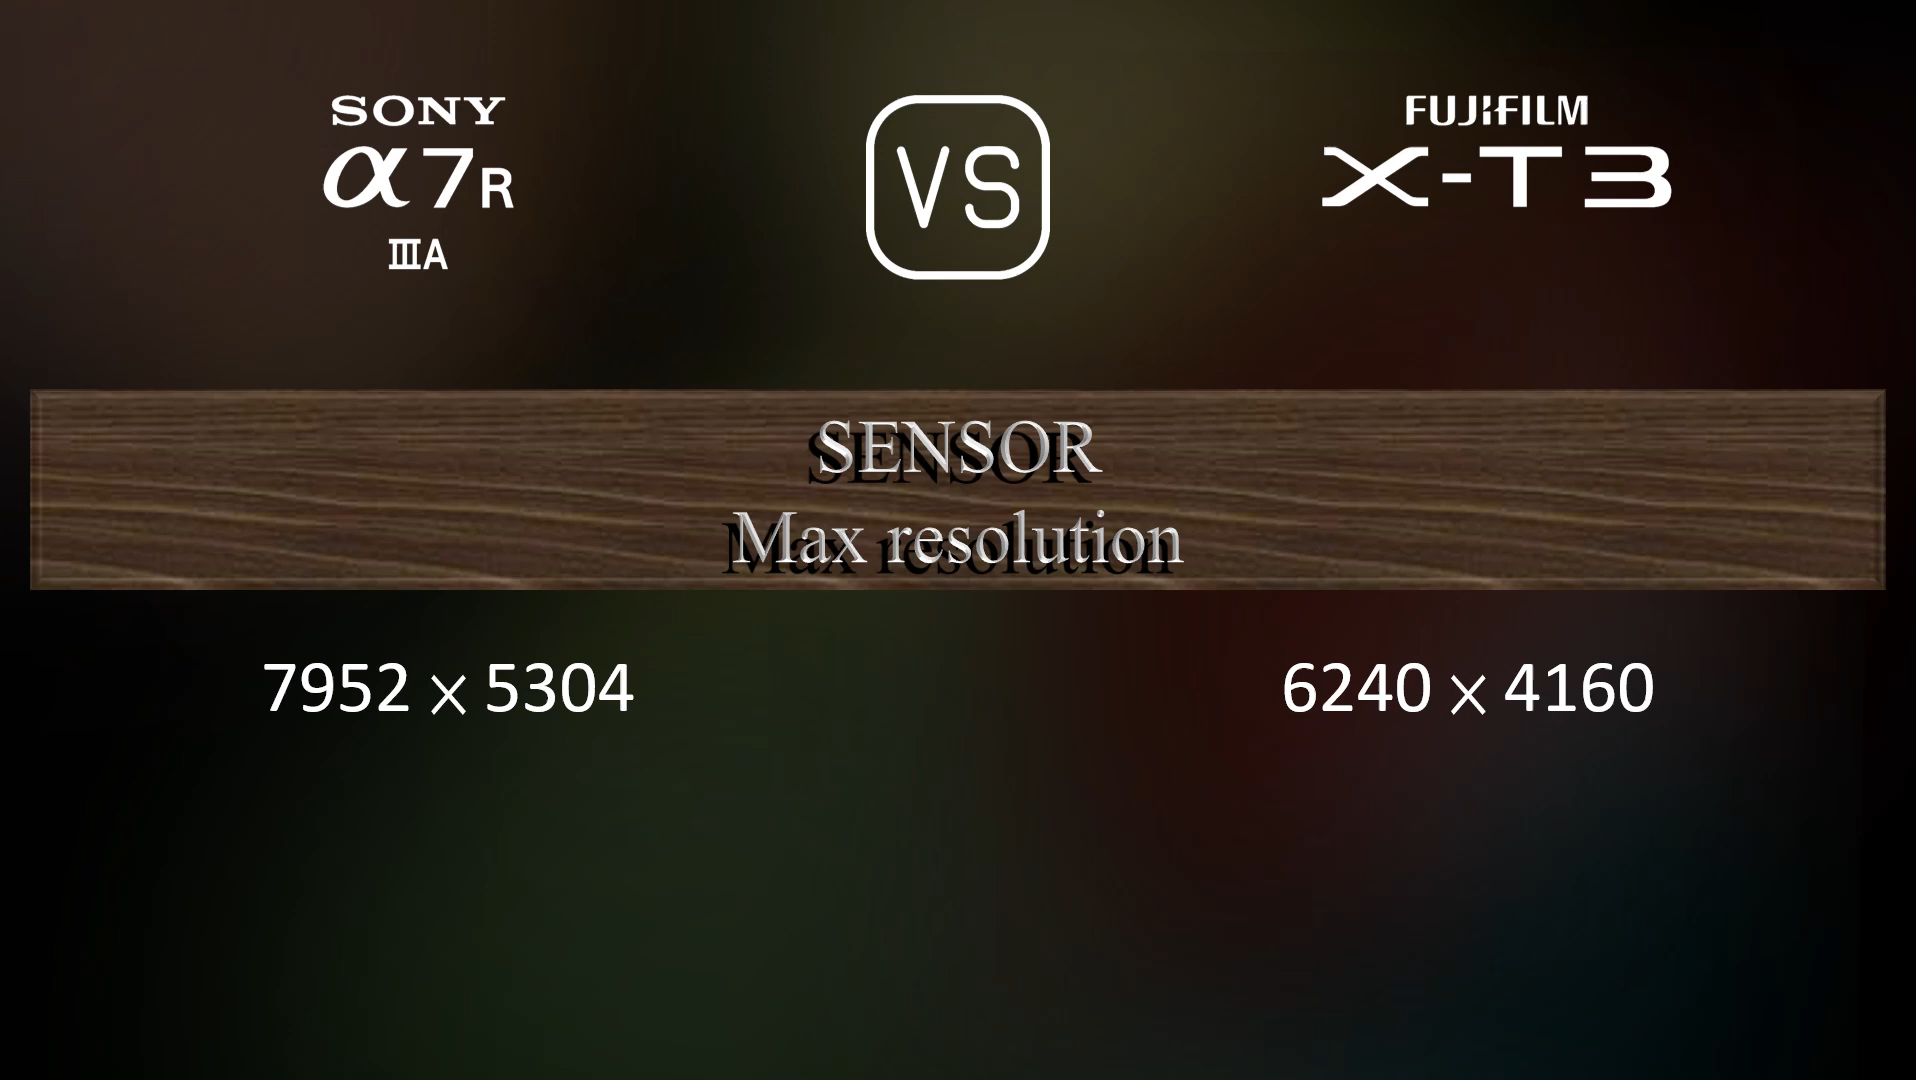 SONY
α7R
IIIA
VS
FUJIFILM
X-T3
SENSOR
Max resolution
7952 x 5304
6240 x 4160